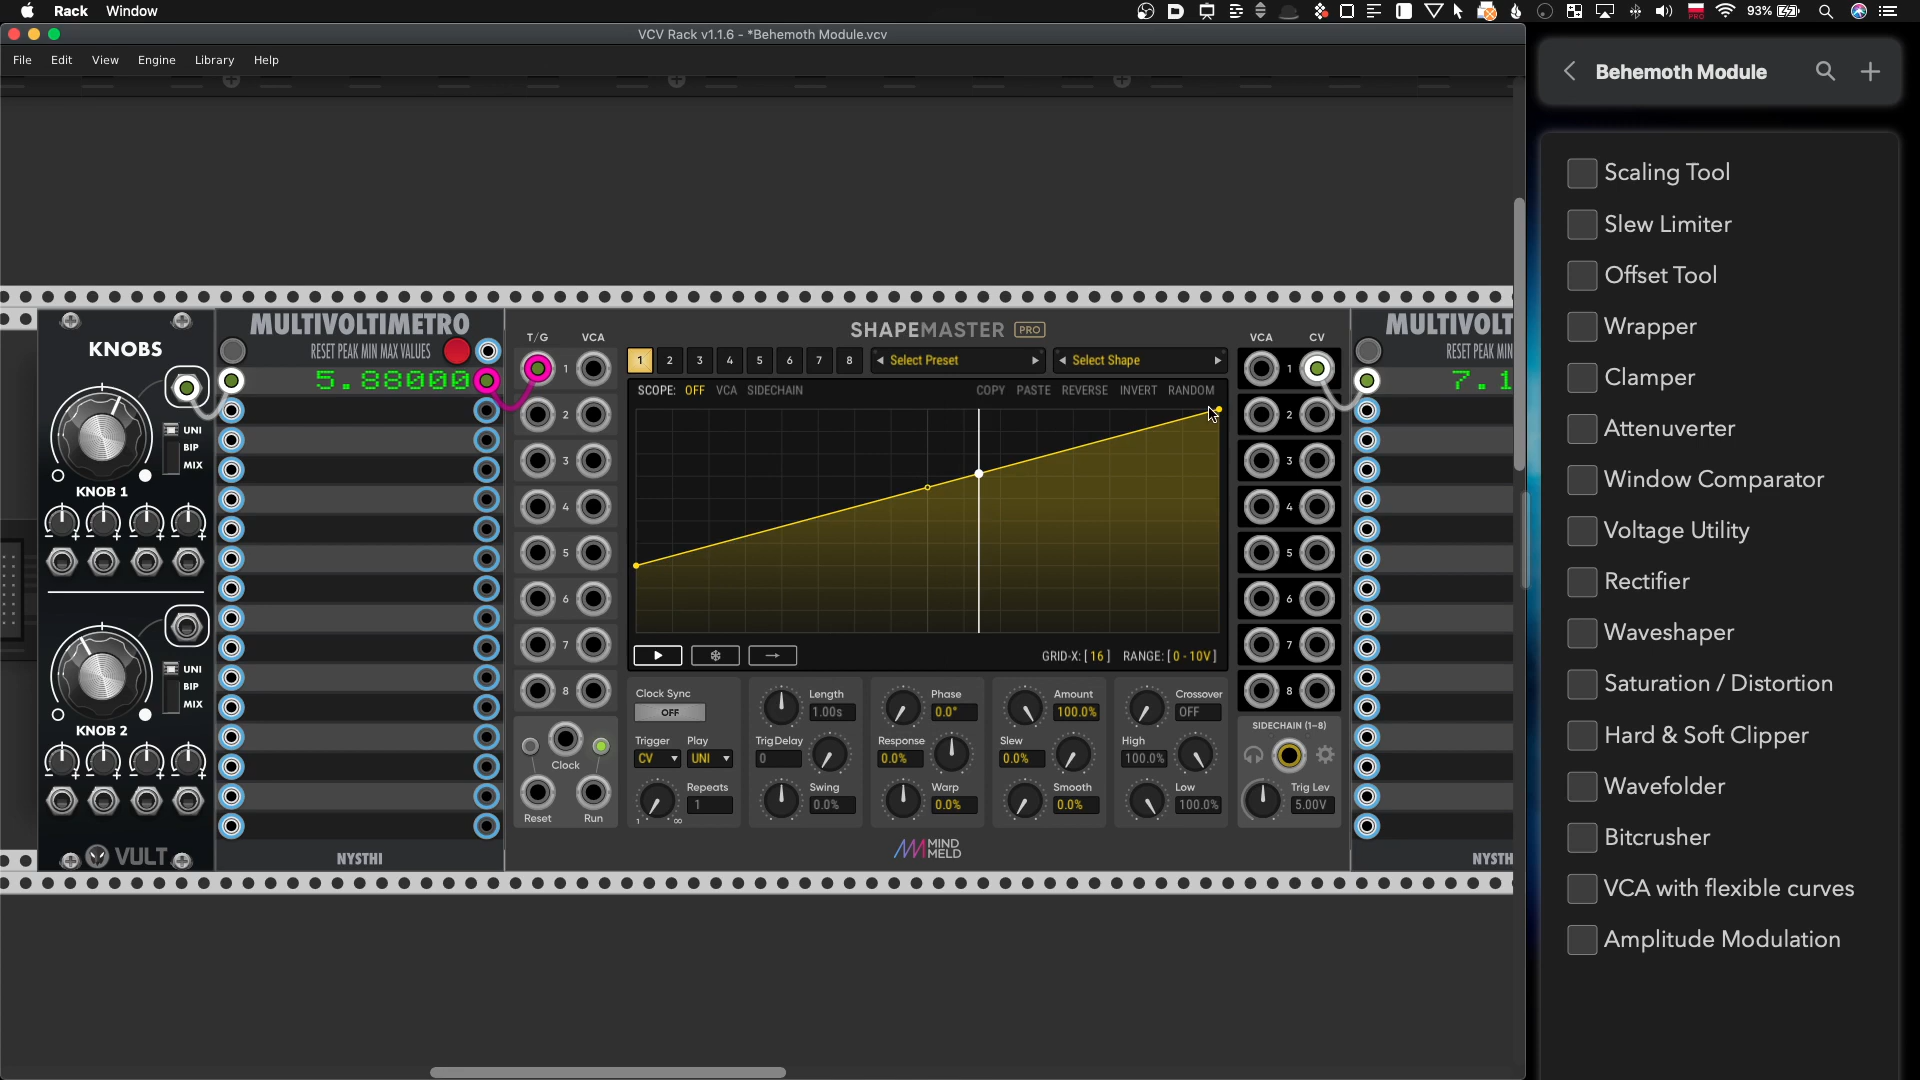 Rack Window
93%
VCV Rack v1.1.6 - *Behemoth Module.vcv
File Edit View Engine Library Help
KNOBS
UNI
BIP
MIX
KNOB 1
UNI
BIP
MIX
KNOB 2
VULT
MULTIVOLTIMETRO
RESET PEAK MIN MAX VALUES
5.88000
NYSTHI
T/G VCA
1
2
3
4
5
6
7
8
Clock
Reset Run
SHAPEMASTER PRO
1 2 3 4 5 6 7 8 Select Preset Select Shape
SCOPE: OFF VCA SIDECHAIN COPY PASTE REVERSE INVERT RANDOM
GRID-X: [ 16 ] RANGE: [ 0 - 10V ]
Clock Sync
OFF
Trigger Play
CV UNI
Repeats
1
1 ∞
Length
1.00s
Trig Delay
0
Swing
0.0%
Phase
0.0°
Response
0.0%
Warp
0.0%
Amount
100.0%
Slew
0.0%
Smooth
0.0%
Crossover
OFF
High
100.0%
Low
100.0%
MIND
MELD
VCA CV
1
2
3
4
5
6
7
8
SIDECHAIN (1-8)
Trig Lev
5.00V
MULTIVOLT
RESET PEAK MIN
7.1
NYSTH
Behemoth Module
Scaling Tool
Slew Limiter
Offset Tool
Wrapper
Clamper
Attenuverter
Window Comparator
Voltage Utility
Rectifier
Waveshaper
Saturation / Distortion
Hard & Soft Clipper
Wavefolder
Bitcrusher
VCA with flexible curves
Amplitude Modulation